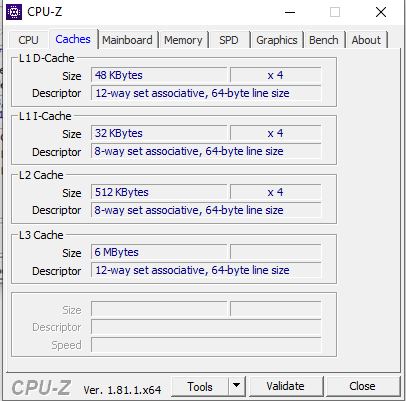 CPU-Z
CPU Caches Mainboard Memory SPD Graphics Bench About
L1 D-Cache
Size 48 KBytes x 4
Descriptor 12-way set associative, 64-byte line size
L1 I-Cache
Size 32 KBytes x 4
Descriptor 8-way set associative, 64-byte line size
L2 Cache
Size 512 KBytes x 4
Descriptor 8-way set associative, 64-byte line size
L3 Cache
Size 6 MBytes
Descriptor 12-way set associative, 64-byte line size
Size
Descriptor
Speed
CPU-Z Ver. 1.81.1.x64 Tools Validate Close